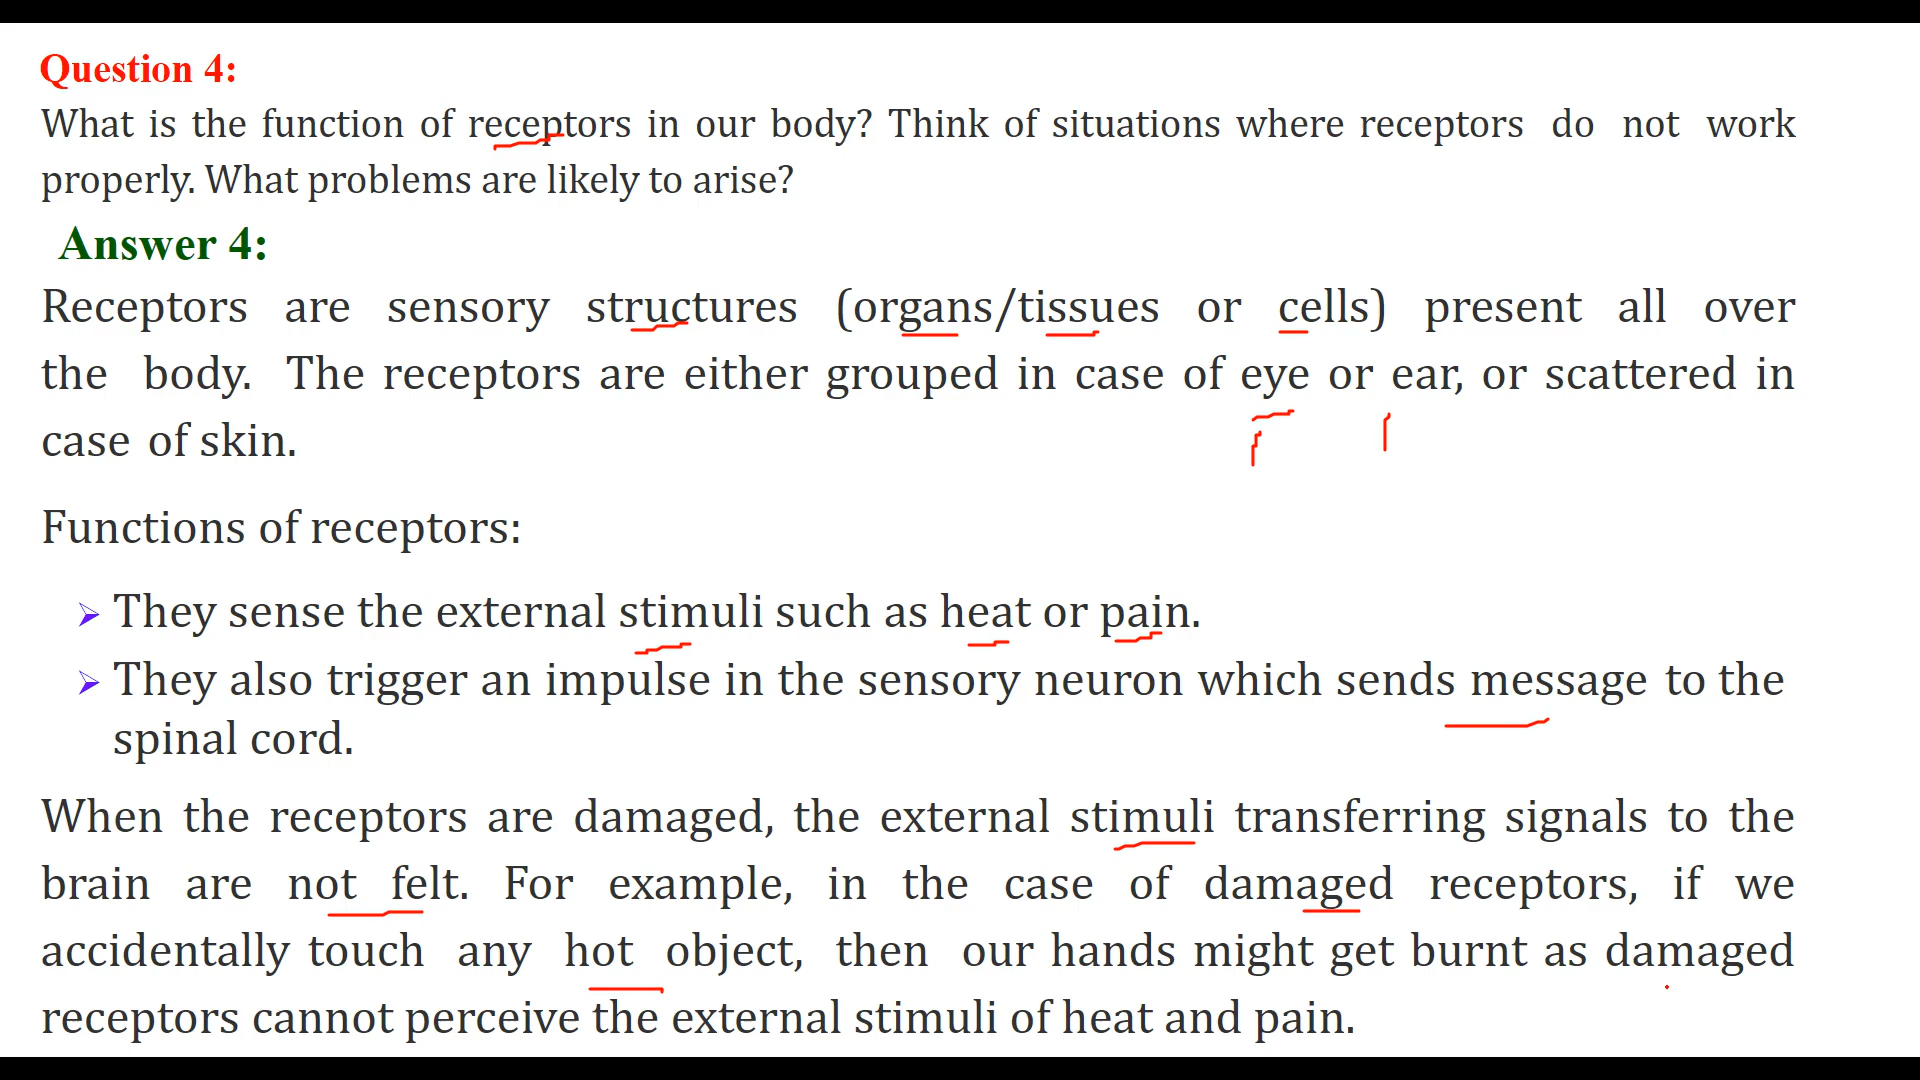 Question 4:
What is the function of receptors in our body? Think of situations where receptors do not work
properly. What problems are likely to arise?
Answer 4:
Receptors are sensory structures (organs/tissues or cells) present all over
the body. The receptors are either grouped in case of eye or ear, or scattered in
case of skin.
Functions of receptors:
They sense the external stimuli such as heat or pain.
They also trigger an impulse in the sensory neuron which sends message to the
spinal cord.
When the receptors are damaged, the external stimuli transferring signals to the
brain are not felt. For example, in the case of damaged receptors, if we
accidentally touch any hot object, then our hands might get burnt as damaged
receptors cannot perceive the external stimuli of heat and pain.